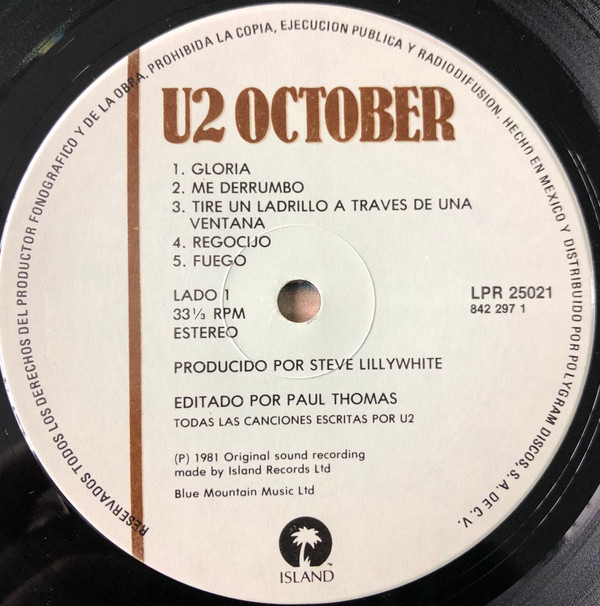 RESERVADOS TODOS LOS DERECHOS DEL PRODUCTOR FONOGRAFICO Y DE LA OBRA. PROHIBIDA LA COPIA, EJECUCION PUBLICA Y RADIODIFUSION. HECHO EN MEXICO Y DISTRIBUIDO POR POLYGRAM DISCOS, S. A. DE C. V.
U2 OCTOBER
1. GLORIA
2. ME DERRUMBO
3. TIRE UN LADRILLO A TRAVES DE UNA
VENTANA
4. REGOCIJO
5. FUEGO
LADO 1
33⅓ RPM
ESTEREO
LPR 25021
842 297 1
PRODUCIDO POR STEVE LILLYWHITE
EDITADO POR PAUL THOMAS
TODAS LAS CANCIONES ESCRITAS POR U2
(P) 1981 Original sound recording
made by Island Records Ltd
Blue Mountain Music Ltd
ISLAND